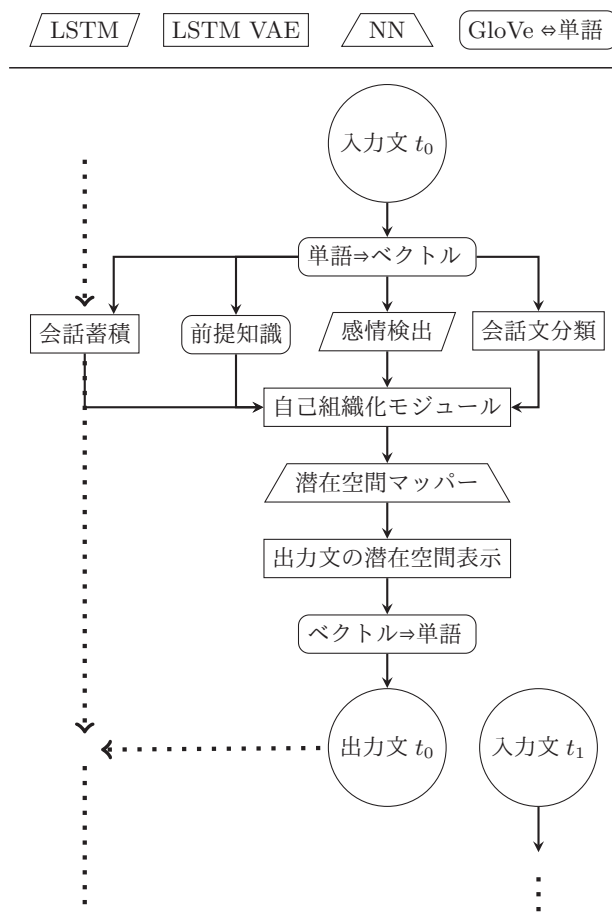 LSTM LSTM VAE NN GloVe ⇔単語
入力文 t₀
単語⇒ベクトル
会話蓄積 前提知識 感情検出 会話文分類
自己組織化モジュール
潜在空間マッパー
出力文の潜在空間表示
ベクトル⇒単語
出力文 t₀ 入力文 t₁